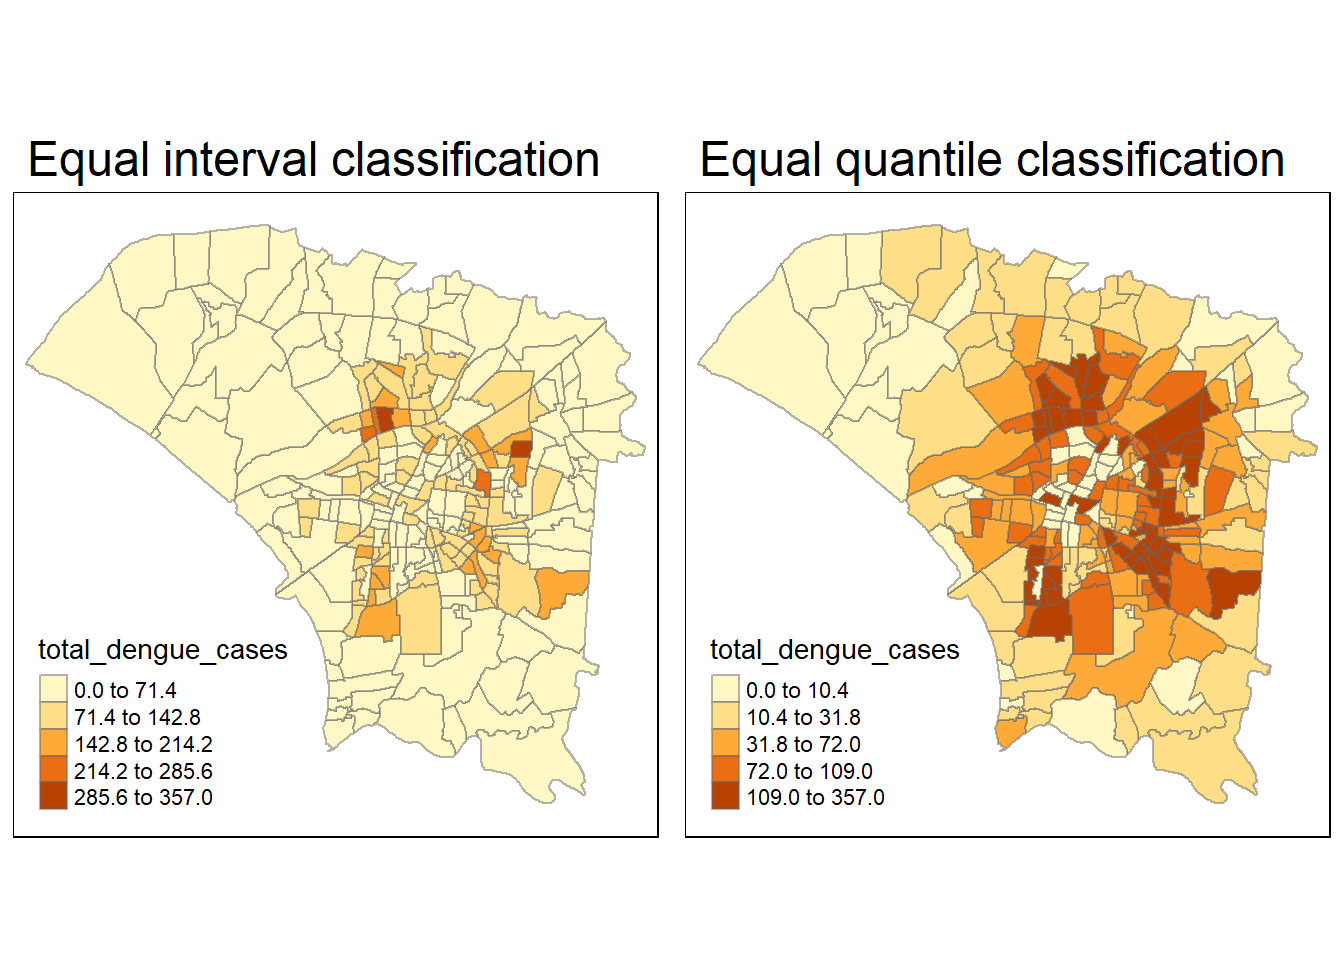 Equal interval classification
total_dengue_cases
0.0 to 71.4
71.4 to 142.8
142.8 to 214.2
214.2 to 285.6
285.6 to 357.0
Equal quantile classification
total_dengue_cases
0.0 to 10.4
10.4 to 31.8
31.8 to 72.0
72.0 to 109.0
109.0 to 357.0